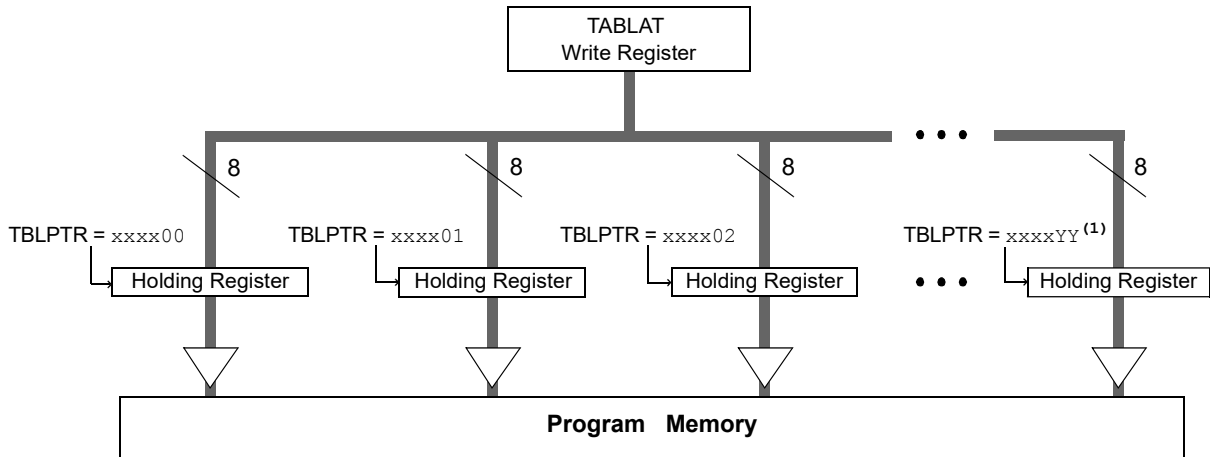 TABLAT
Write Register
8 8 8 8
TBLPTR = xxxx00 TBLPTR = xxxx01 TBLPTR = xxxx02 TBLPTR = xxxxYY(1)
Holding Register Holding Register Holding Register • • • Holding Register
Program Memory